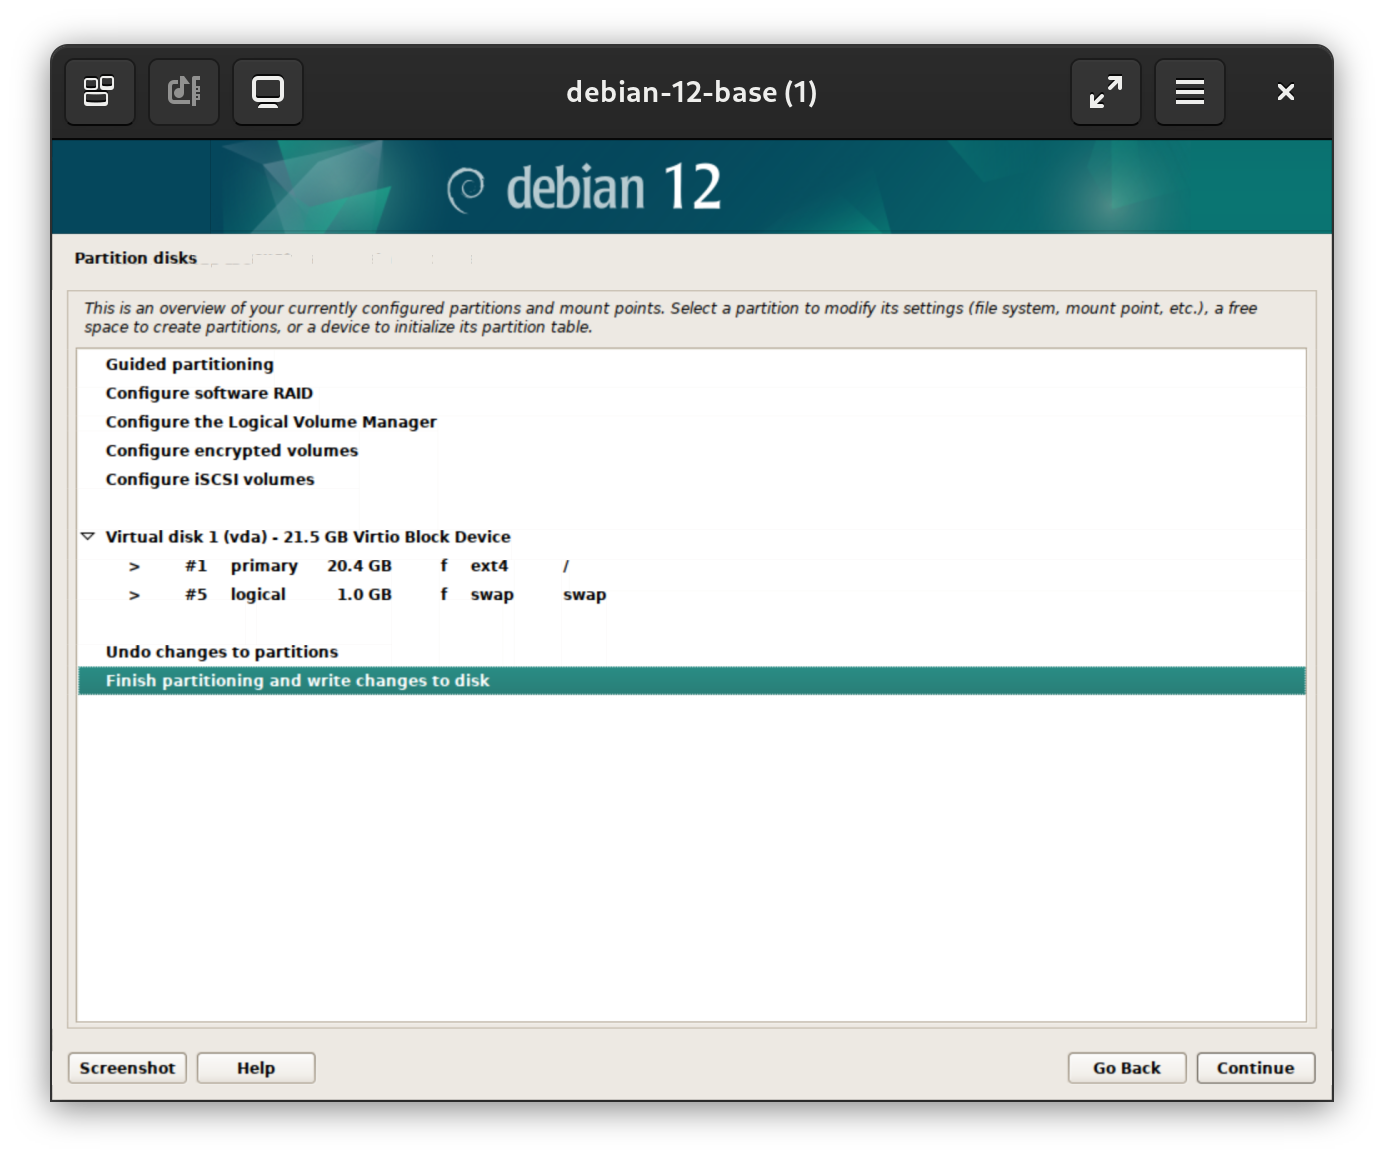 debian-12-base (1)
debian 12
Partition disks
This is an overview of your currently configured partitions and mount points. Select a partition to modify its settings (file system, mount point, etc.), a free
space to create partitions, or a device to initialize its partition table.
Guided partitioning
Configure software RAID
Configure the Logical Volume Manager
Configure encrypted volumes
Configure iSCSI volumes
Virtual disk 1 (vda) - 21.5 GB Virtio Block Device
> #1 primary 20.4 GB f ext4 /
> #5 logical 1.0 GB f swap swap
Undo changes to partitions
Finish partitioning and write changes to disk
Screenshot Help Go Back Continue